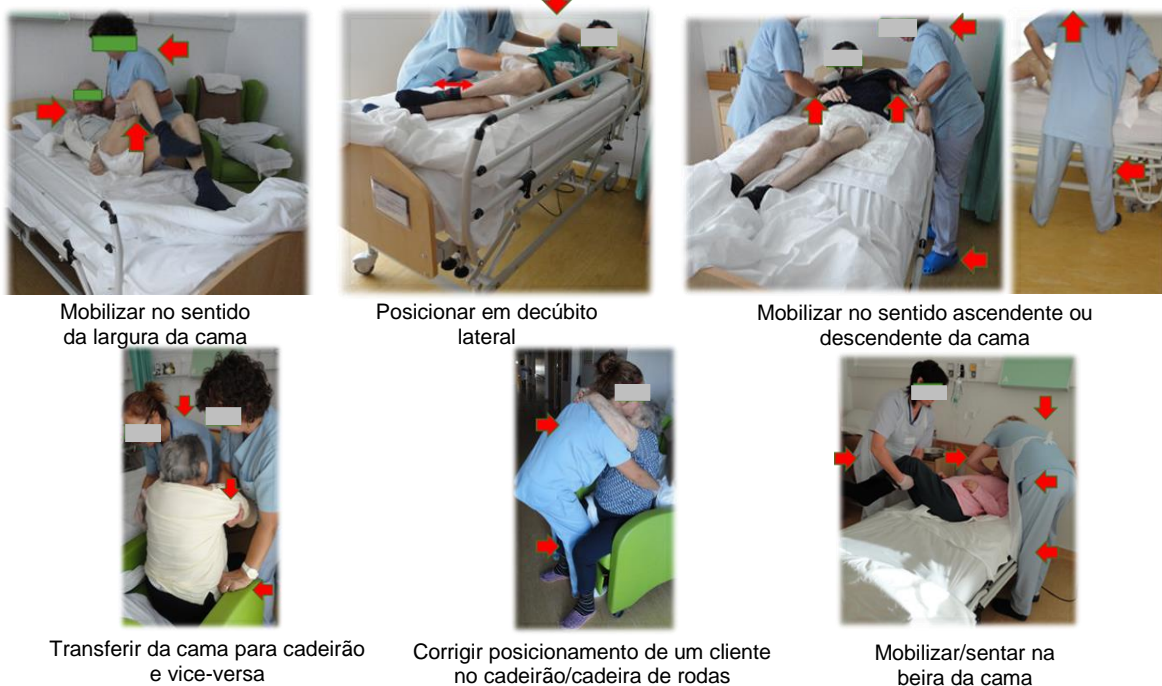 Mobilizar no sentido
da largura da cama
Posicionar em decúbito
lateral
Mobilizar no sentido ascendente ou
descendente da cama
Transferir da cama para cadeirão
e vice-versa
Corrigir posicionamento de um cliente
no cadeirão/cadeira de rodas
Mobilizar/sentar na
beira da cama